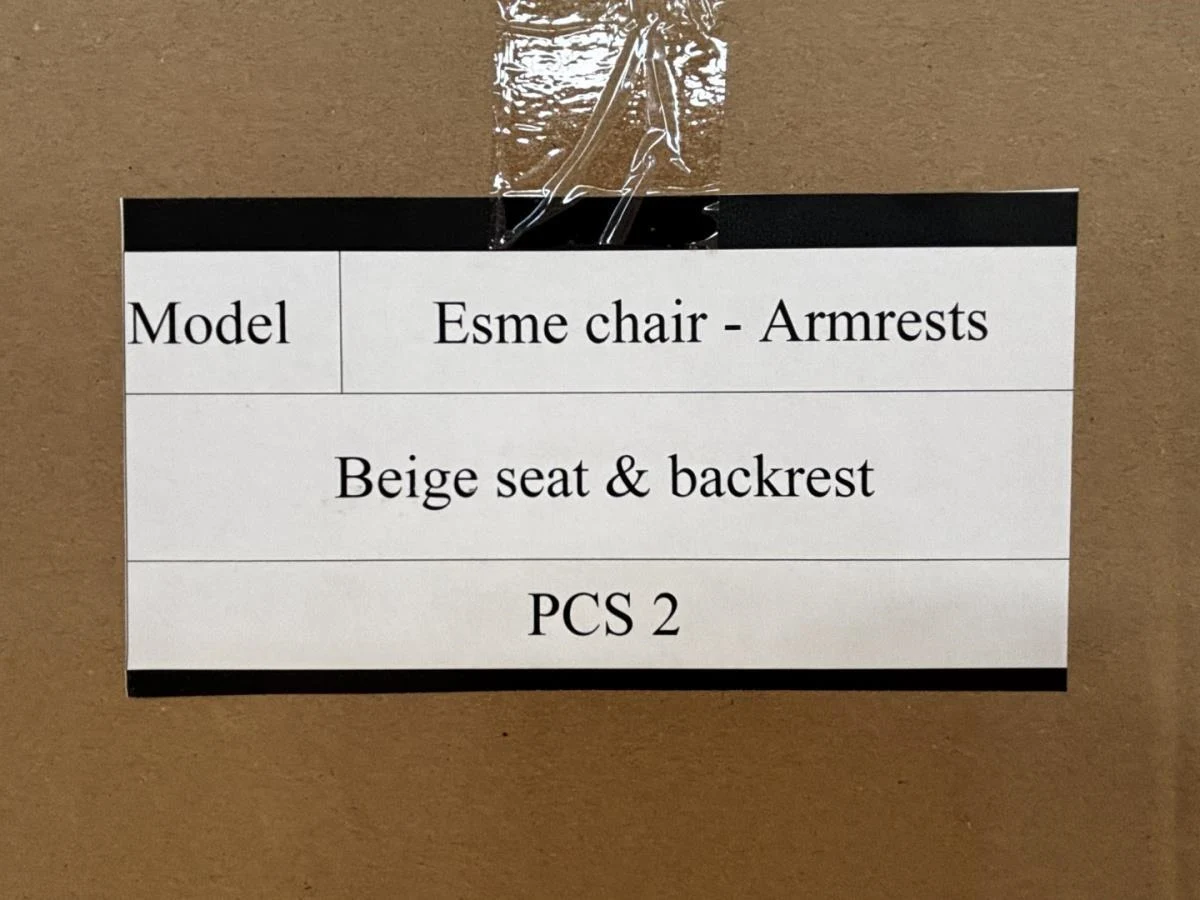 Model Esme chair - Armrests
Beige seat & backrest
PCS 2